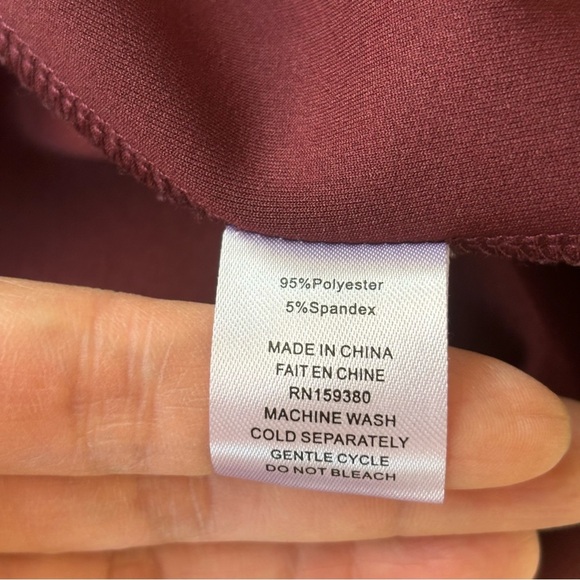 95%Polyester
5%Spandex
MADE IN CHINA
FAIT EN CHINE
RN159380
MACHINE WASH
COLD SEPARATELY
GENTLE CYCLE
DO NOT BLEACH